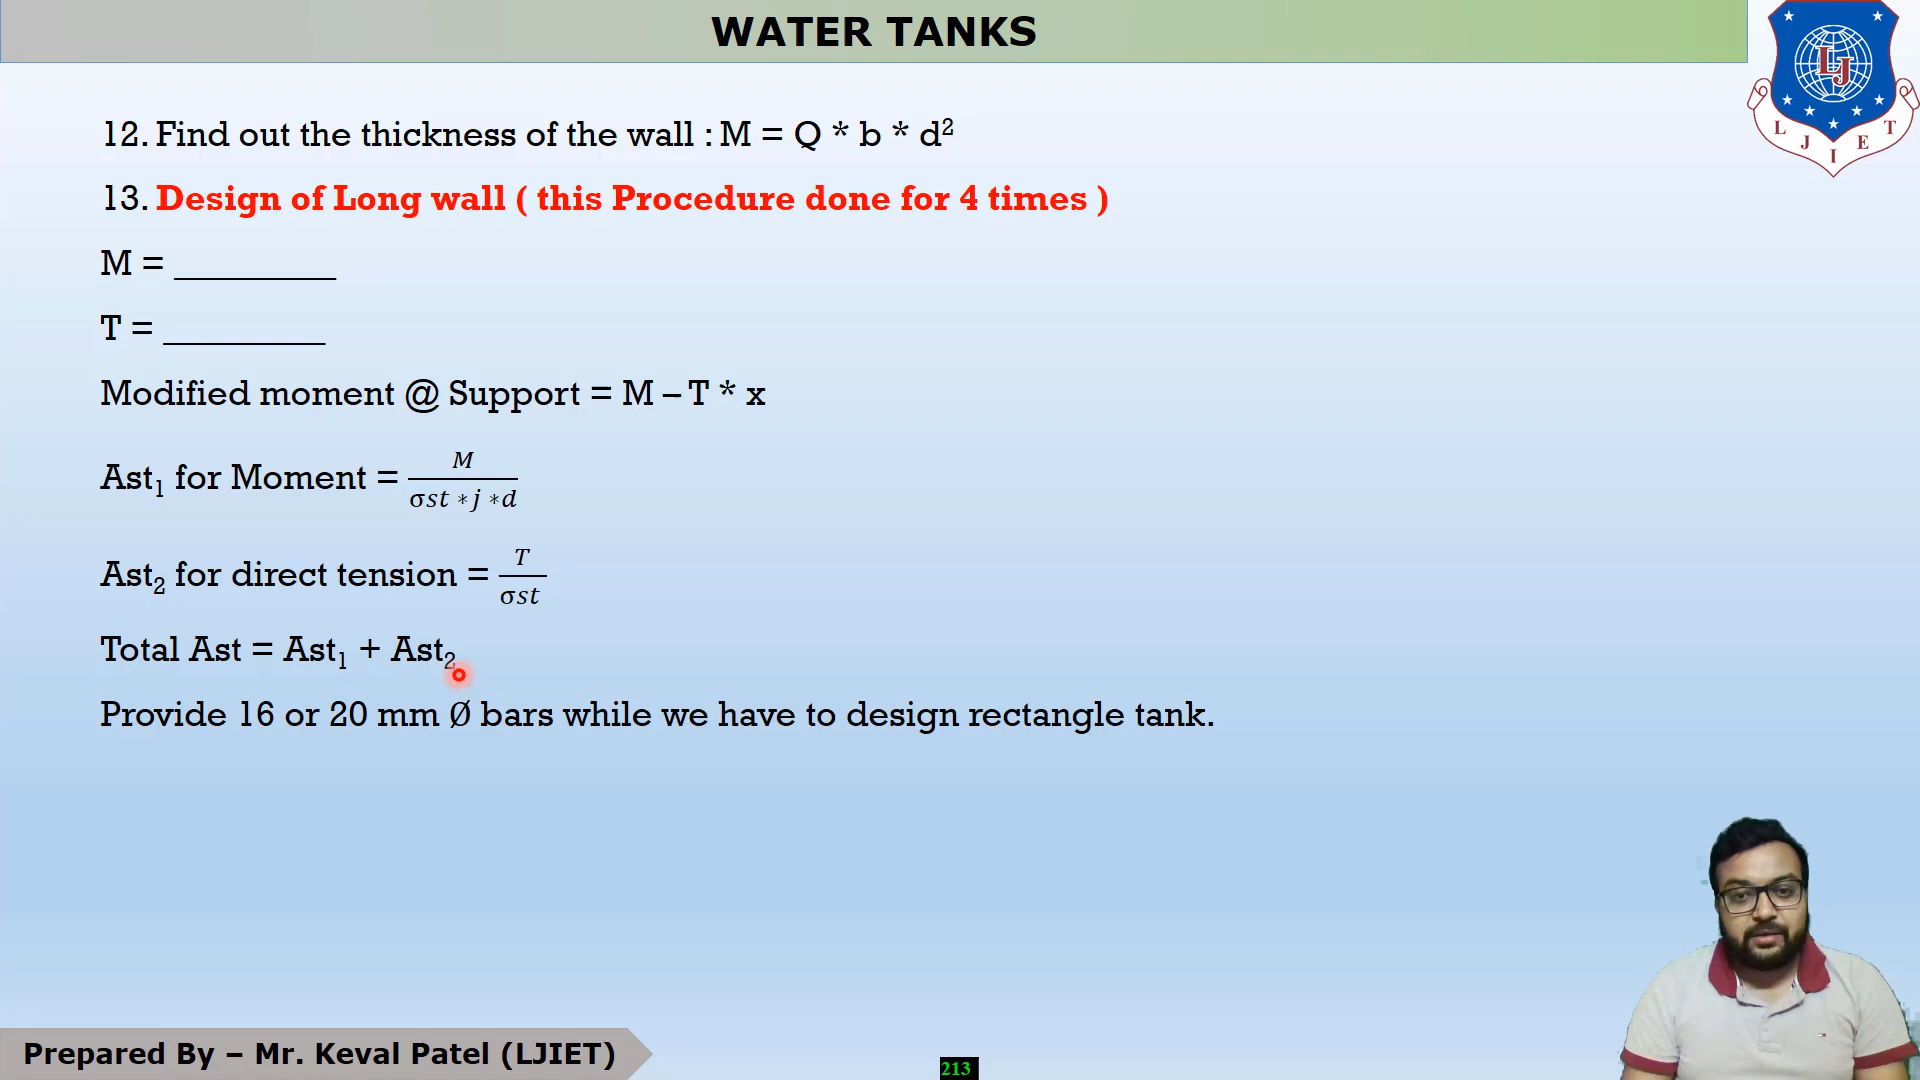 WATER TANKS
12. Find out the thickness of the wall : M = Q * b * d²
13. Design of Long wall ( this Procedure done for 4 times )
M = _________
T = _________
Modified moment @ Support = M – T * x
Ast₁ for Moment = M / σst * j * d
Ast₂ for direct tension = T / σst
Total Ast = Ast₁ + Ast₂
Provide 16 or 20 mm Ø bars while we have to design rectangle tank.
LJ
L J I E T
Prepared By – Mr. Keval Patel (LJIET)
213